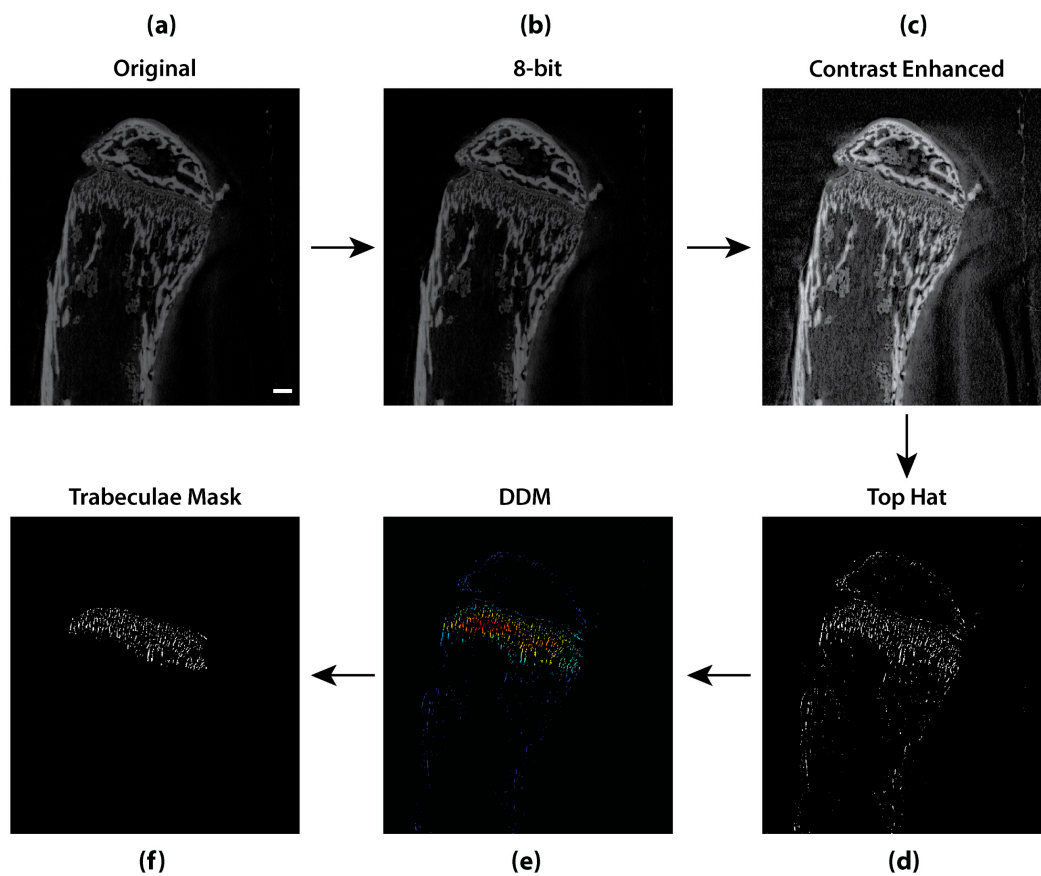 (a) (b) (c)
Original 8-bit Contrast Enhanced
Trabeculae Mask DDM Top Hat
(f) (e) (d)